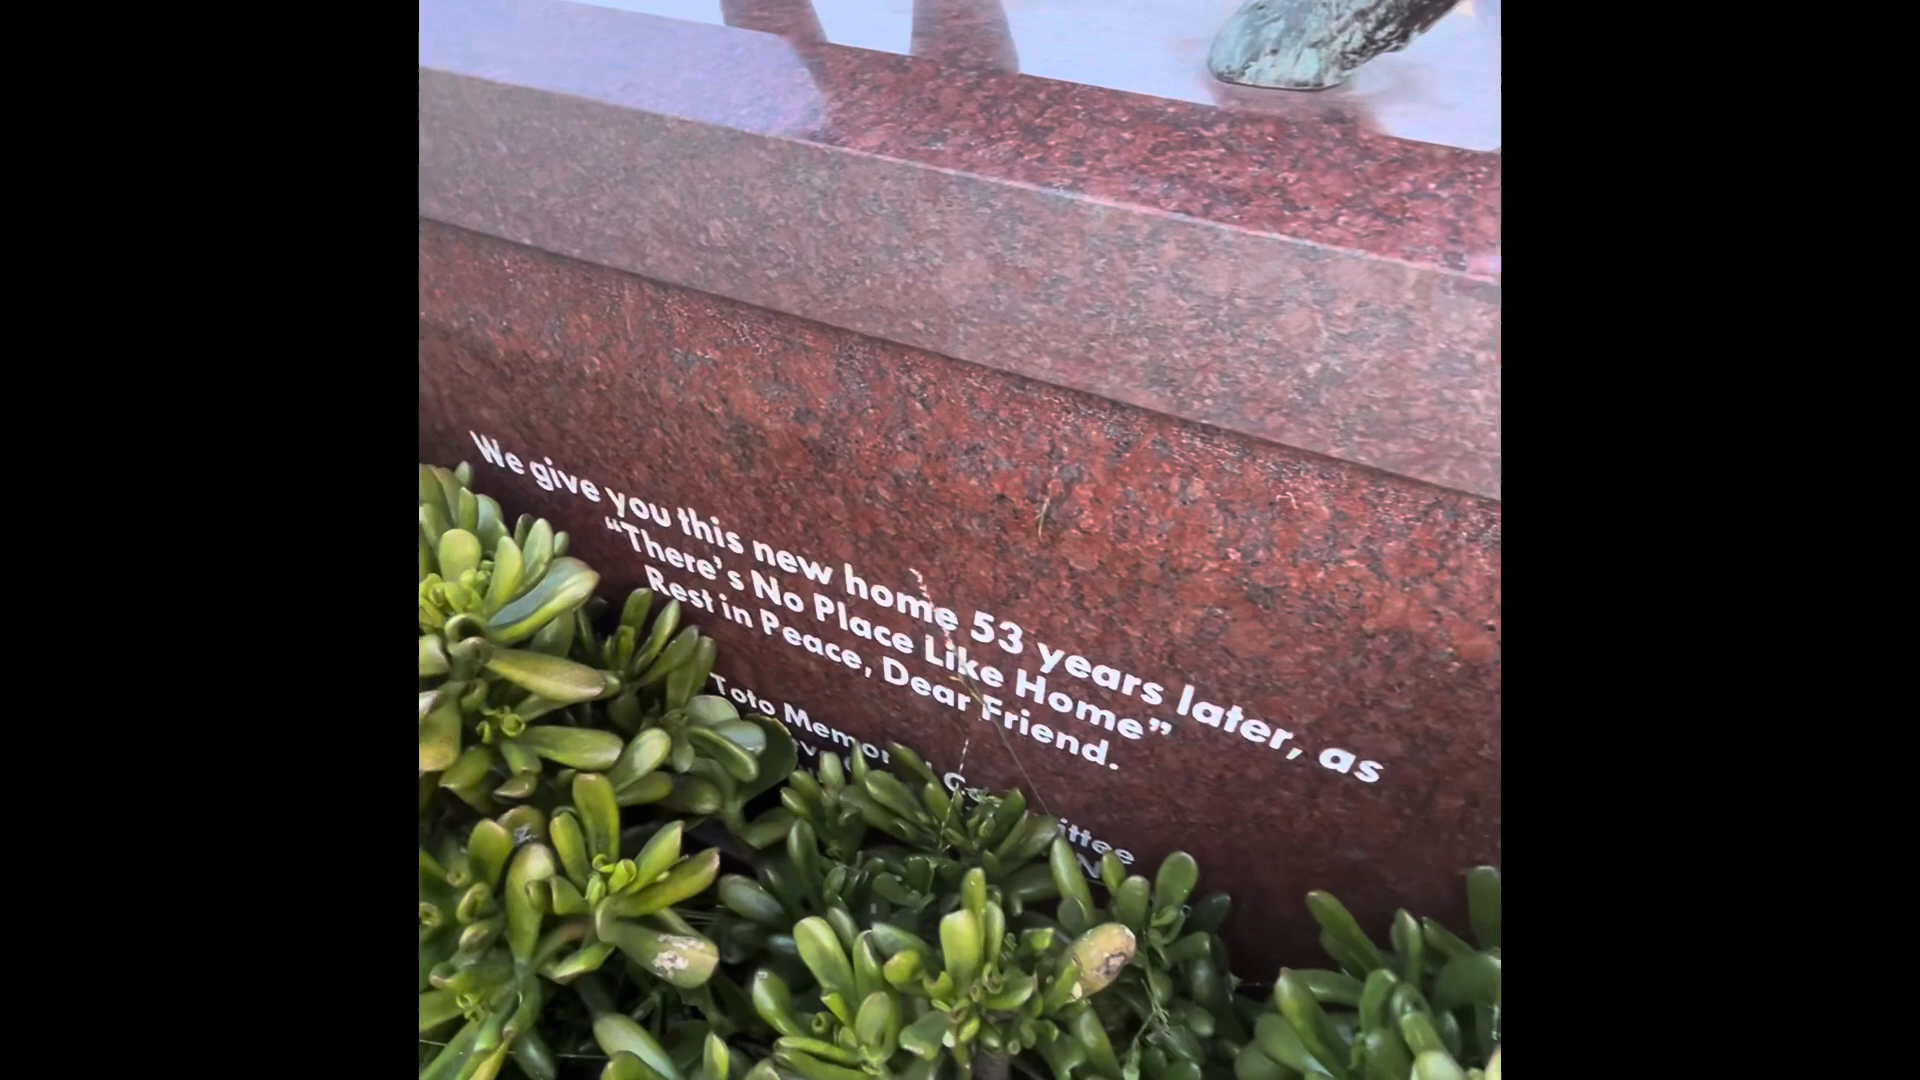 We give you this new home 53 years later, as
“There's No Place Like Home”
Rest in Peace, Dear Friend.
Toto